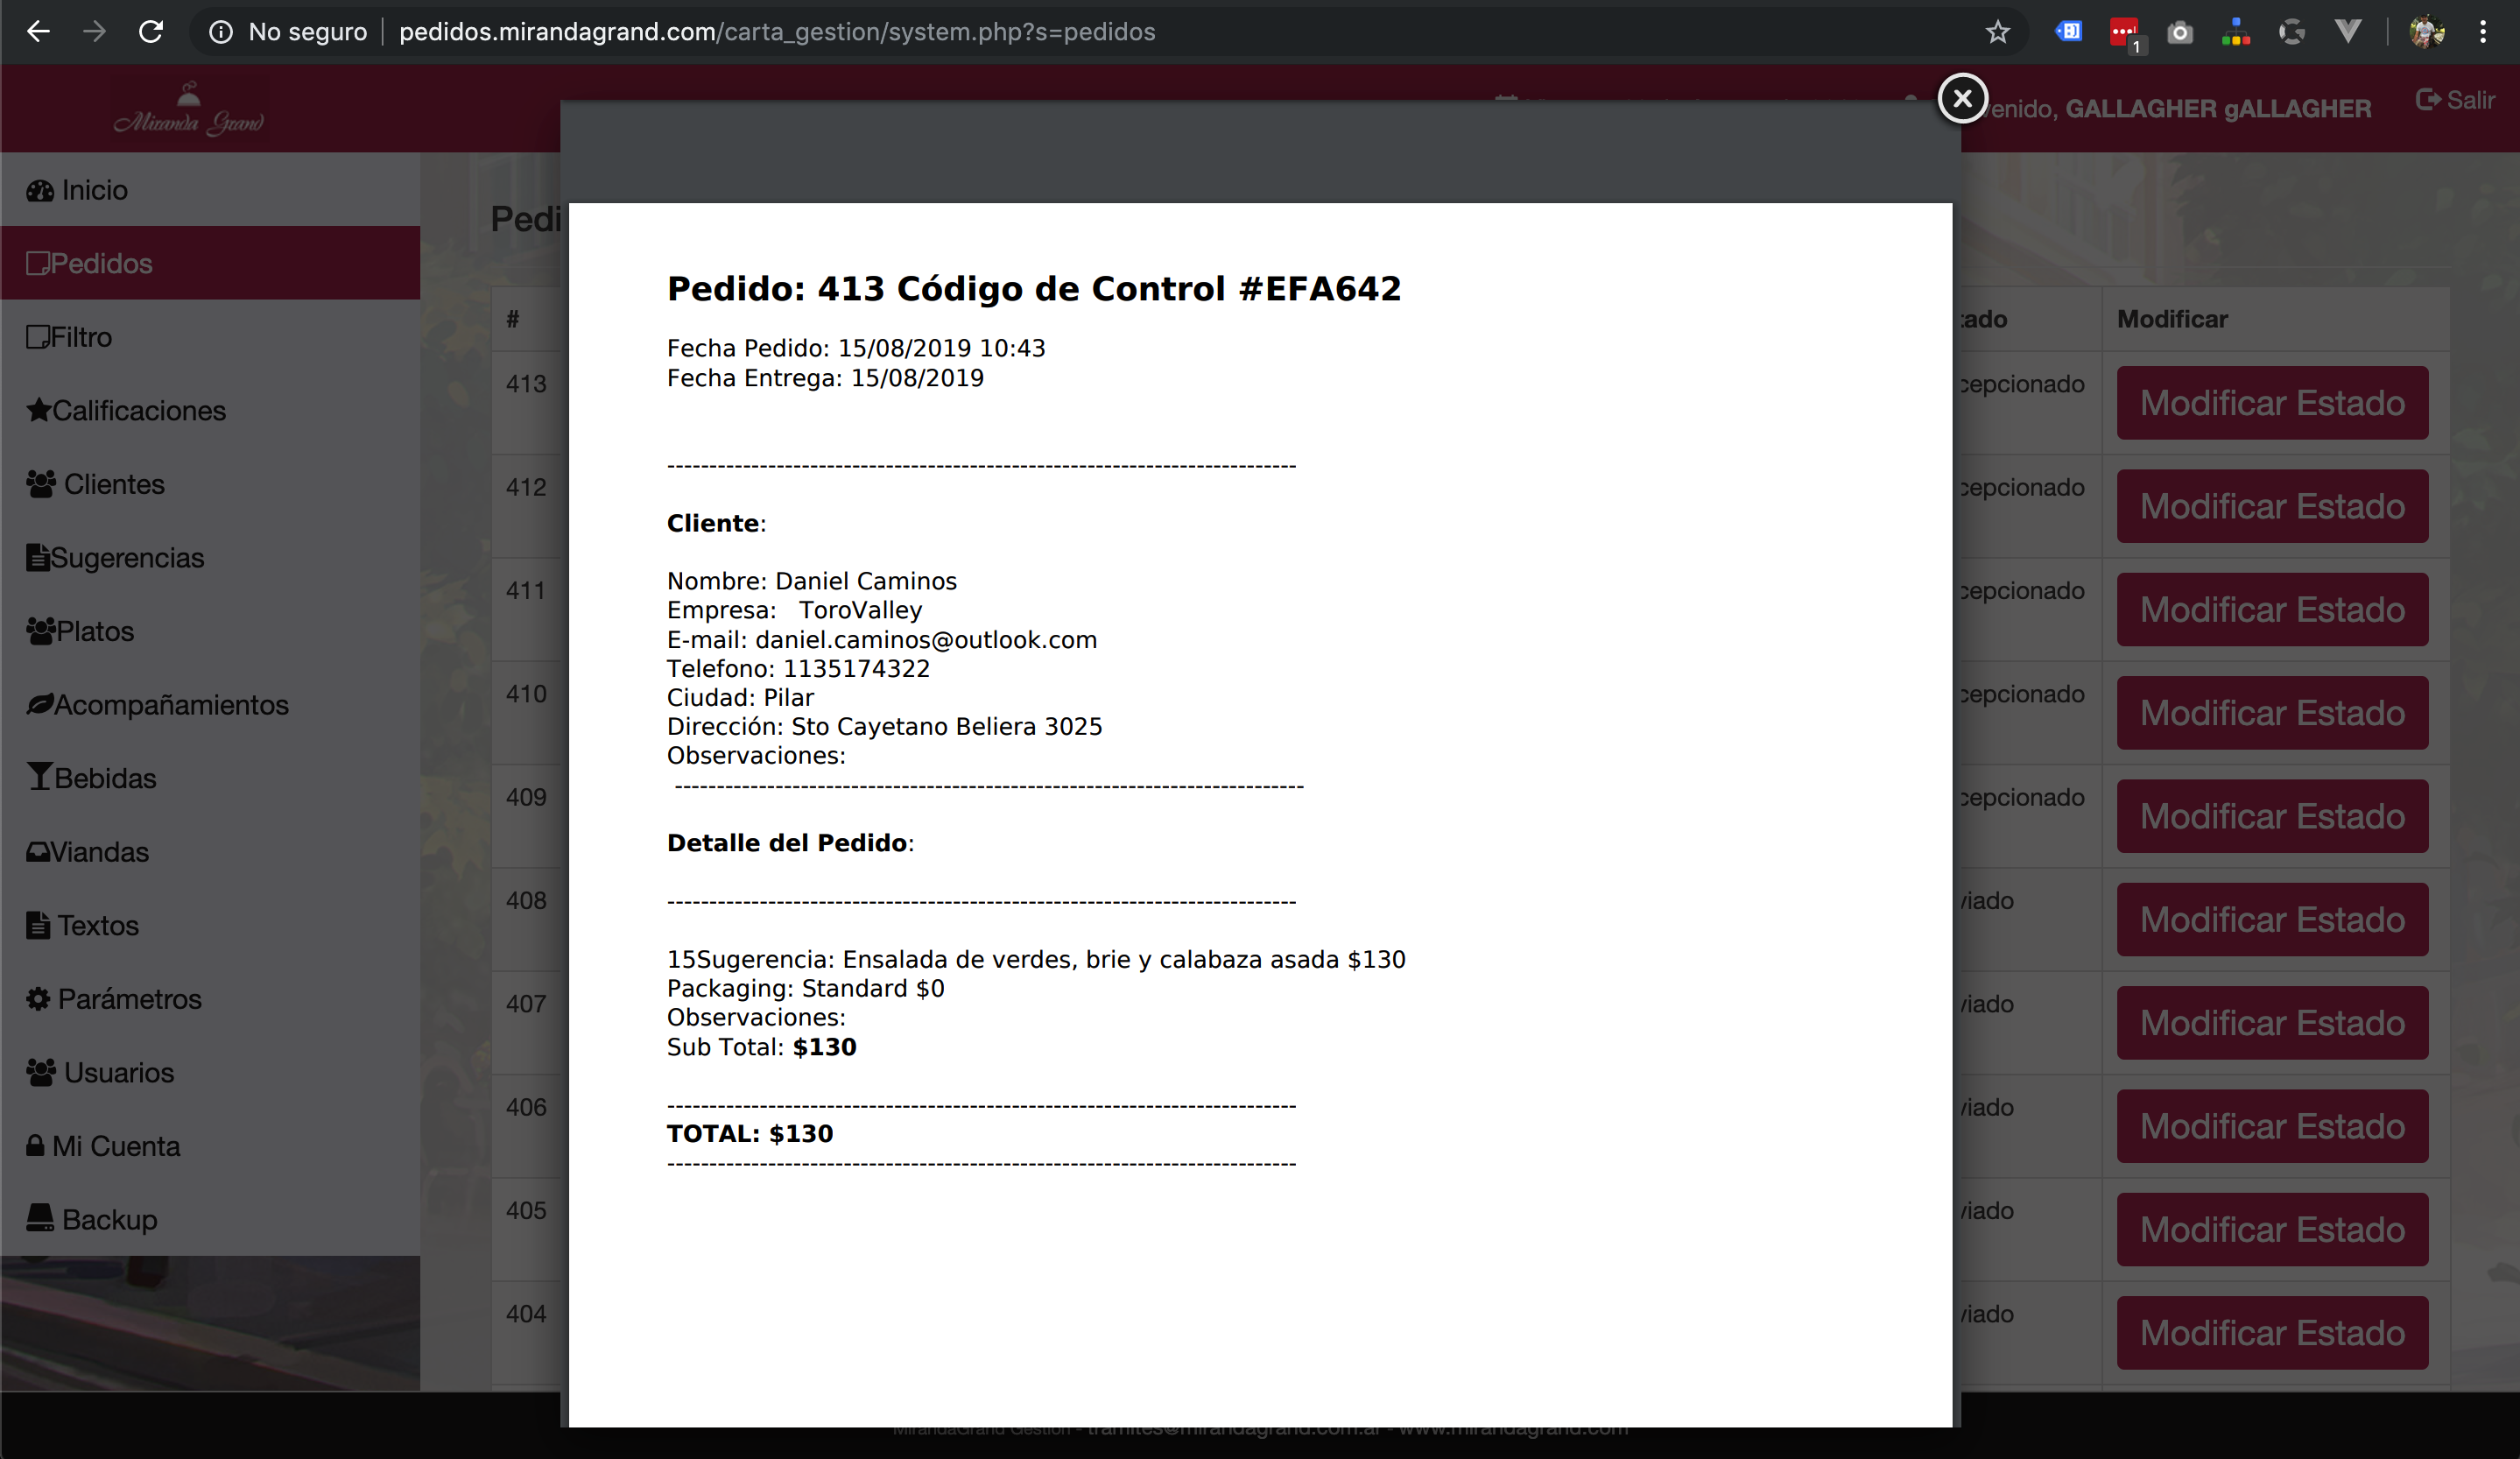 No seguro
pedidos.mirandagrand.com/carta_gestion/system.php?s=pedidos
1
Miranda Grand
venido, GALLAGHER gALLAGHER
Salir
Inicio
Pedidos
Filtro
Calificaciones
Clientes
Sugerencias
Platos
Acompañamientos
Bebidas
Viandas
Textos
Parámetros
Usuarios
Mi Cuenta
Backup
Pedi
#
413
412
411
410
409
408
407
406
405
404
Pedido: 413 Código de Control #EFA642
Fecha Pedido: 15/08/2019 10:43
Fecha Entrega: 15/08/2019
---------------------------------------------------------------------------
Cliente:
Nombre: Daniel Caminos
Empresa: ToroValley
E-mail: daniel.caminos@outlook.com
Telefono: 1135174322
Ciudad: Pilar
Dirección: Sto Cayetano Beliera 3025
Observaciones:
---------------------------------------------------------------------------
Detalle del Pedido:
---------------------------------------------------------------------------
15Sugerencia: Ensalada de verdes, brie y calabaza asada $130
Packaging: Standard $0
Observaciones:
Sub Total: $130
---------------------------------------------------------------------------
TOTAL: $130
---------------------------------------------------------------------------
tado Modificar
cepcionado Modificar Estado
cepcionado Modificar Estado
cepcionado Modificar Estado
cepcionado Modificar Estado
cepcionado Modificar Estado
viado Modificar Estado
viado Modificar Estado
viado Modificar Estado
viado Modificar Estado
viado Modificar Estado
MirandaGrand Gestion - tramites@mirandagrand.com.ar - www.mirandagrand.com